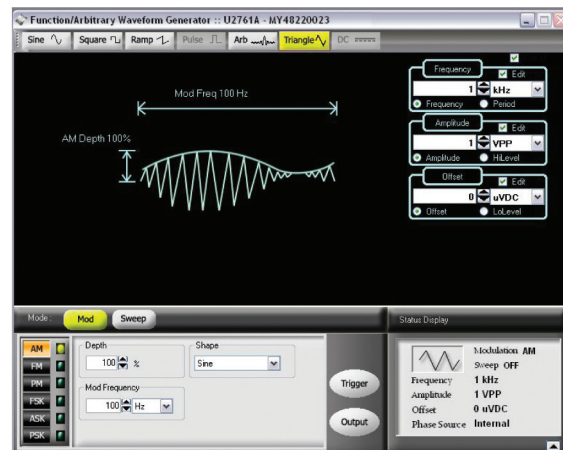 Function/Arbitrary Waveform Generator :: U2761A - MY48220023
Sine Square Ramp Pulse Arb Triangle DC
Mod Freq 100 Hz
AM Depth 100%
Frequency
Edit
1 kHz
Frequency Period
Amplitude
Edit
1 VPP
Amplitude HiLevel
Offset
Edit
0 uVDC
Offset LoLevel
Mode: Mod Sweep
Status Display
AM
FM
PM
FSK
ASK
PSK
Depth
100 %
Shape
Sine
Mod Frequency
100 Hz
Trigger
Output
Modulation AM
Sweep OFF
Frequency 1 kHz
Amplitude 1 VPP
Offset 0 uVDC
Phase Source Internal